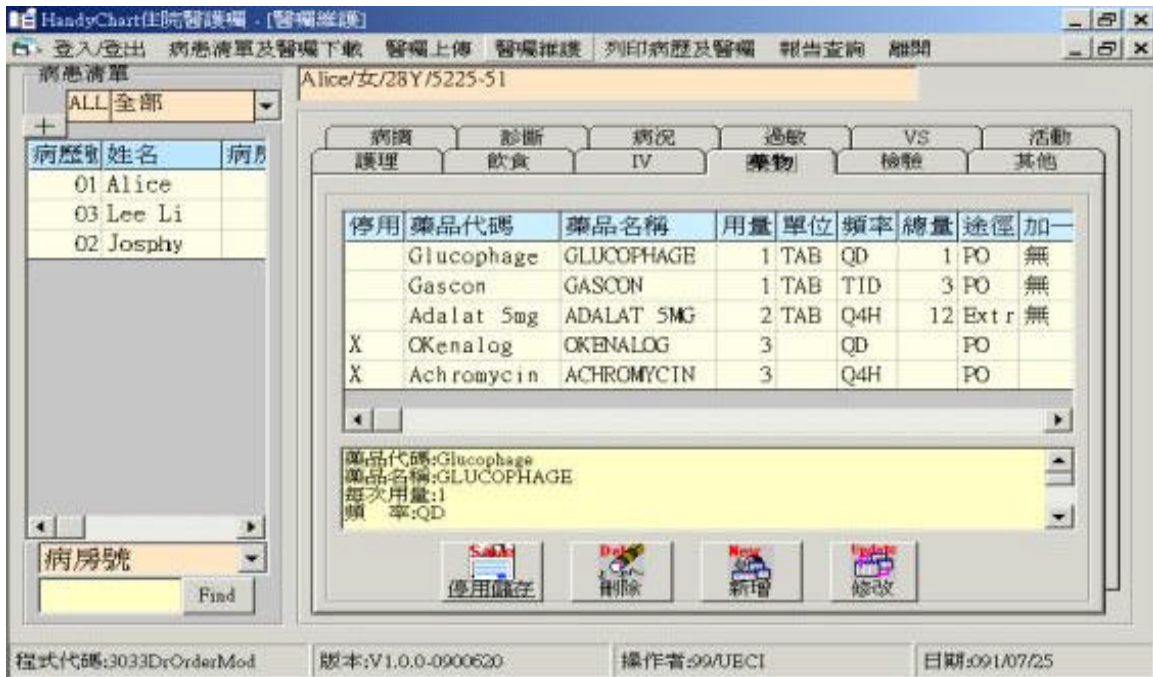 HandyChart住院醫護囑 - [醫囑維護]
登入/登出 病患清單及醫囑下載 醫囑上傳 醫囑維護 列印病歷及醫囑 報告查詢 離開
病患清單
Alice/女/28Y/5225-51
ALL 全部
+
病摘 診斷 病況 過敏 VS 活動
護理 飲食 IV 藥物 檢驗 其他
病歷號 姓名
01 Alice
03 Lee Li
02 Josphy
停用 藥品代碼 藥品名稱 用量 單位 頻率 總量 途徑 加一
Glucophage GLUCOPHAGE 1 TAB QD 1 PO 無
Gascon GASCON 1 TAB TID 3 PO 無
Adalat 5mg ADALAT 5MG 2 TAB Q4H 12 Extr 無
X OKenalog OKENALOG 3 QD PO
X Achromycin ACHROMYCIN 3 Q4H PO
藥品代碼:Glucophage
藥品名稱:GLUCOPHAGE
每次用量:1
頻 率:QD
病房號
Find
停用儲存
刪除
New
新增
Update
修改
程式代碼:3033DrOrderMod 版本:V1.0.0-0900620 操作者:99/UECI 日期:091/07/25